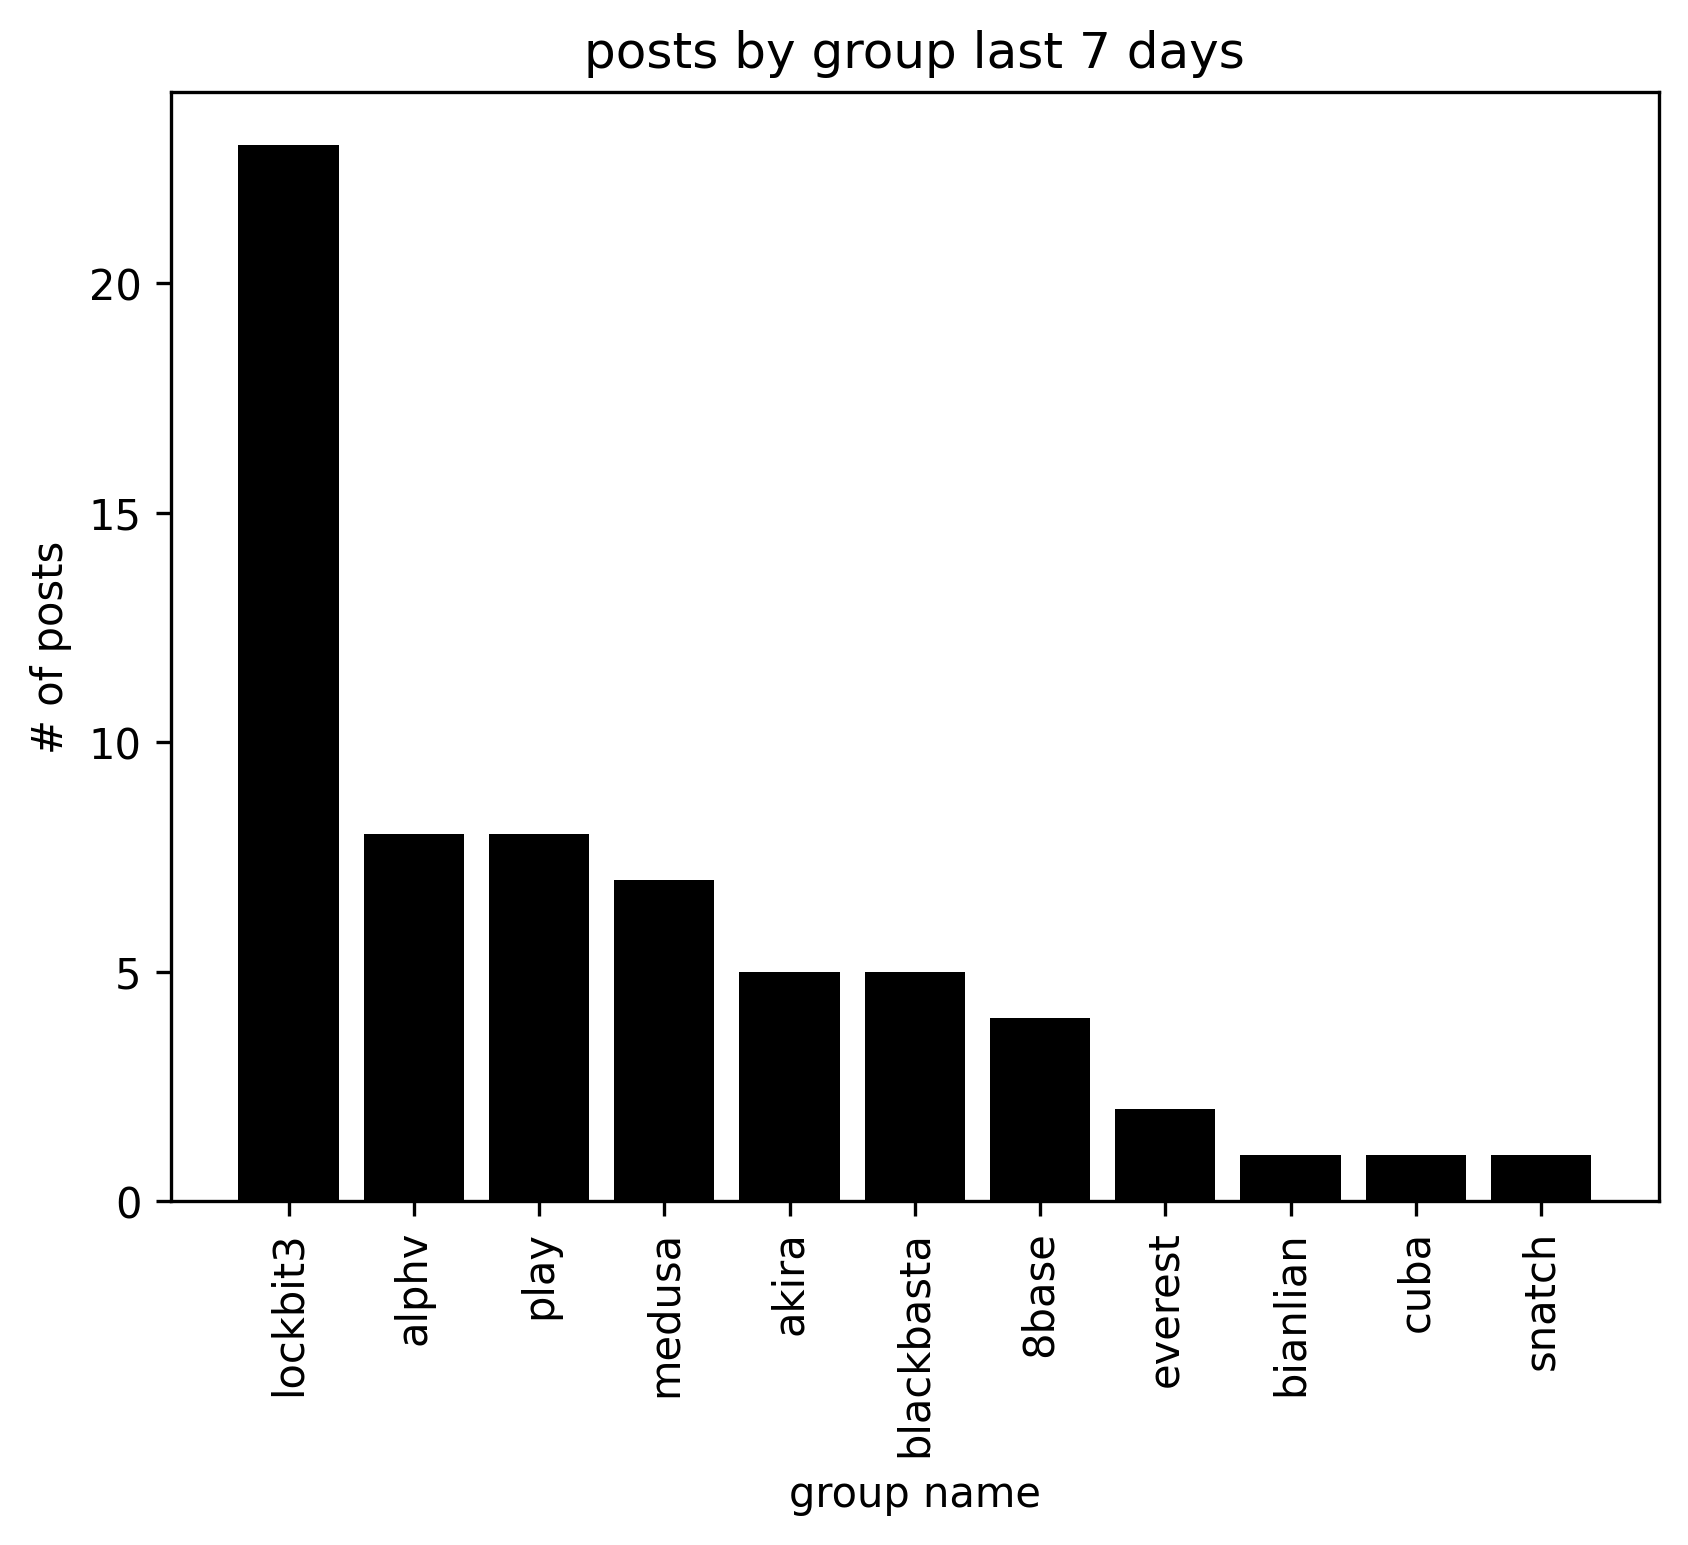 posts by group last 7 days
# of posts
20
15
10
5
0
lockbit3
alphv
play
medusa
akira
blackbasta
8base
everest
bianlian
cuba
snatch
group name